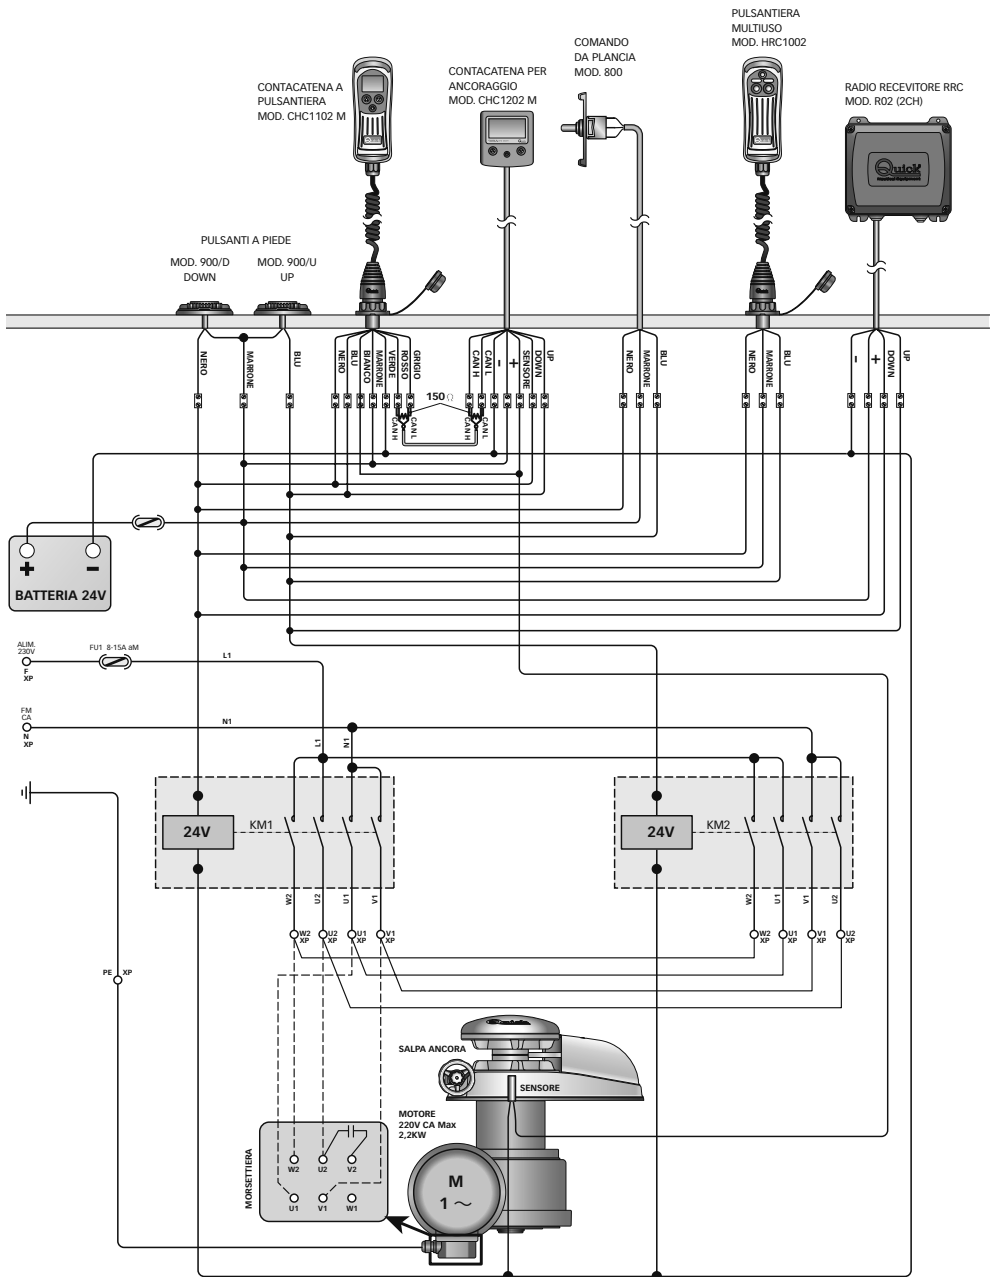 PULSANTIERA
MULTIUSO
MOD. HRC1002
COMANDO
DA PLANCIA
MOD. 800
CONTACATENA PER
ANCORAGGIO
MOD. CHC1202 M
CONTACATENA A
PULSANTIERA
MOD. CHC1102 M
RADIO RECEVITORE RRC
MOD. R02 (2CH)
Quick
Nautical Equipment
PULSANTI A PIEDE
MOD. 900/D
DOWN
MOD. 900/U
UP
NERO
MARRONE
BLU
NERO
BLU
BIANCO
MARRONE
VERDE
ROSSO
GRIGIO
CAN H
CAN L
-
+
SENSORE
DOWN
UP
NERO
MARRONE
BLU
NERO
MARRONE
BLU
-
+
DOWN
UP
150 Ω
CAN H
CAN L
CAN H
CAN L
+ -
BATTERIA 24V
ALIM.
230V
F
XP
FU1 8-15A aM
L1
FM
CA
N
XP
N1
L1
N1
24V
KM1
24V
KM2
W2
U2
U1
V1
W2
U1
V1
U2
W2
XP
U2
XP
U1
XP
V1
XP
W2
XP
U1
XP
V1
XP
U2
XP
PE XP
Quick
SALPA ANCORA
SENSORE
MOTORE
220V CA Max
2,2KW
MORSETTIERA
W2 U2 V2
U1 V1 W1
M
1 ~